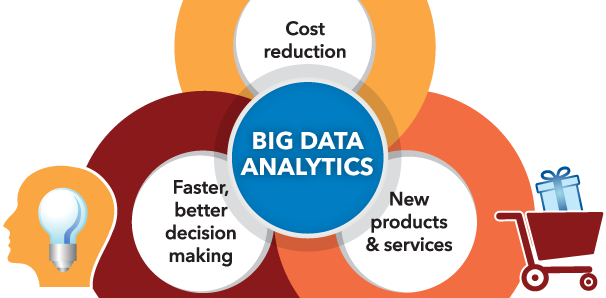 Cost
reduction
BIG DATA
ANALYTICS
Faster,
better
decision
making
New
products
& services